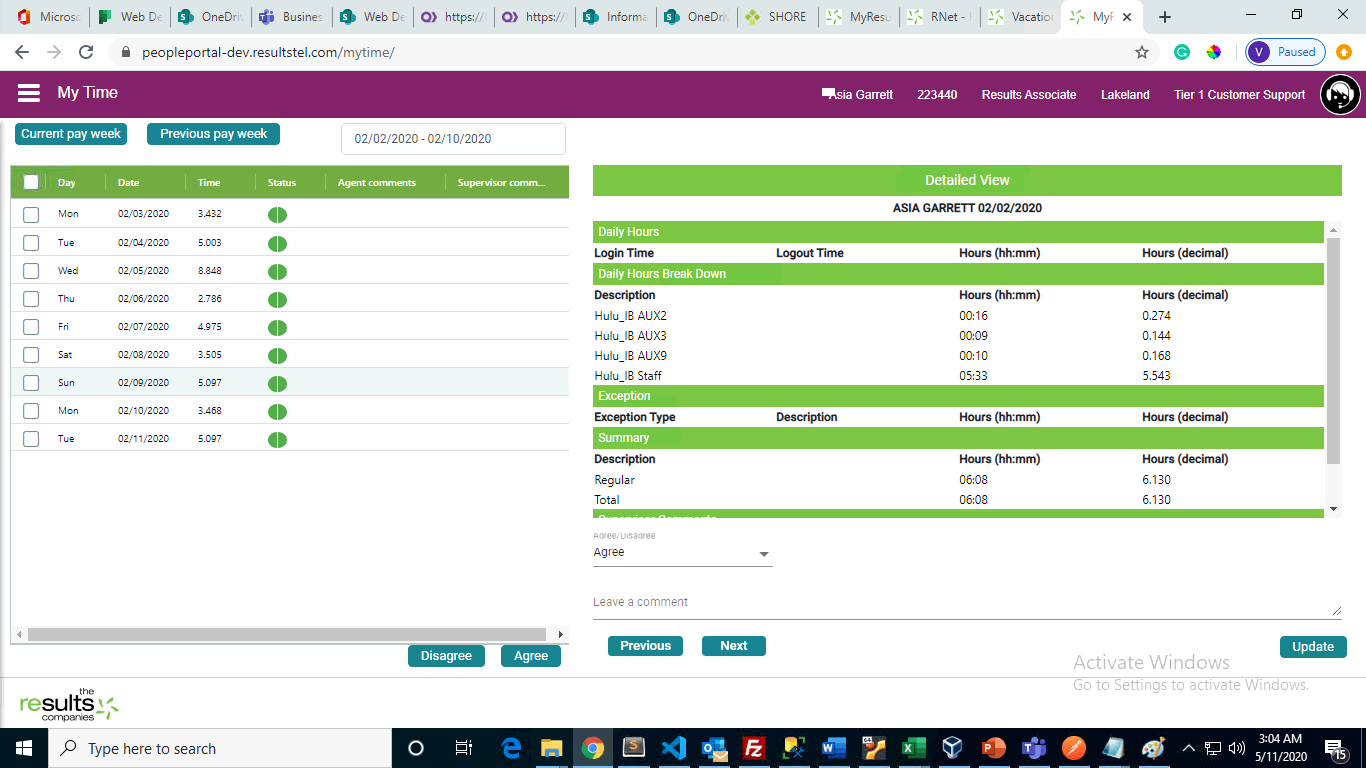 Microsc
Web De
OneDriv
Busines
Web De
https://
https://
Informa
OneDriv
SHORE
MyResu
RNet -
Vacation
MyF
peopleportal-dev.resultstel.com/mytime/
V Paused
My Time
Asia Garrett 223440 Results Associate Lakeland Tier 1 Customer Support
Current pay week Previous pay week 02/02/2020 - 02/10/2020
Day Date Time Status Agent comments Supervisor comm...
Mon 02/03/2020 3.432
Tue 02/04/2020 5.003
Wed 02/05/2020 8.848
Thu 02/06/2020 2.786
Fri 02/07/2020 4.975
Sat 02/08/2020 3.505
Sun 02/09/2020 5.097
Mon 02/10/2020 3.468
Tue 02/11/2020 5.097
Disagree Agree
Detailed View
ASIA GARRETT 02/02/2020
Daily Hours
Login Time Logout Time Hours (hh:mm) Hours (decimal)
Daily Hours Break Down
Description Hours (hh:mm) Hours (decimal)
Hulu_IB AUX2 00:16 0.274
Hulu_IB AUX3 00:09 0.144
Hulu_IB AUX9 00:10 0.168
Hulu_IB Staff 05:33 5.543
Exception
Exception Type Description Hours (hh:mm) Hours (decimal)
Summary
Description Hours (hh:mm) Hours (decimal)
Regular 06:08 6.130
Total 06:08 6.130
Supervisor Comments
Agree/Disagree
Agree
Leave a comment
Previous Next Update
Activate Windows
Go to Settings to activate Windows.
the
results
companies
Type here to search
3:04 AM
5/11/2020
15